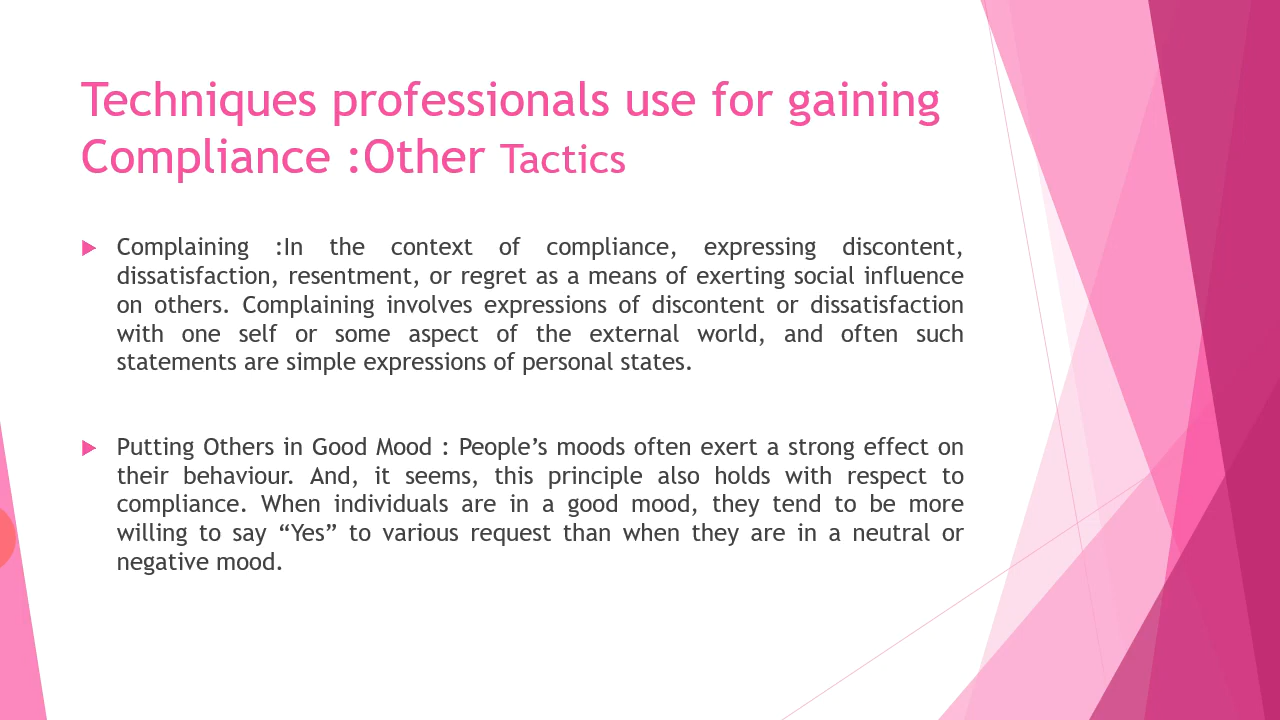 Techniques professionals use for gaining
Compliance :Other Tactics
Complaining :In the context of compliance, expressing discontent,
dissatisfaction, resentment, or regret as a means of exerting social influence
on others. Complaining involves expressions of discontent or dissatisfaction
with one self or some aspect of the external world, and often such
statements are simple expressions of personal states.
Putting Others in Good Mood : People’s moods often exert a strong effect on
their behaviour. And, it seems, this principle also holds with respect to
compliance. When individuals are in a good mood, they tend to be more
willing to say “Yes” to various request than when they are in a neutral or
negative mood.